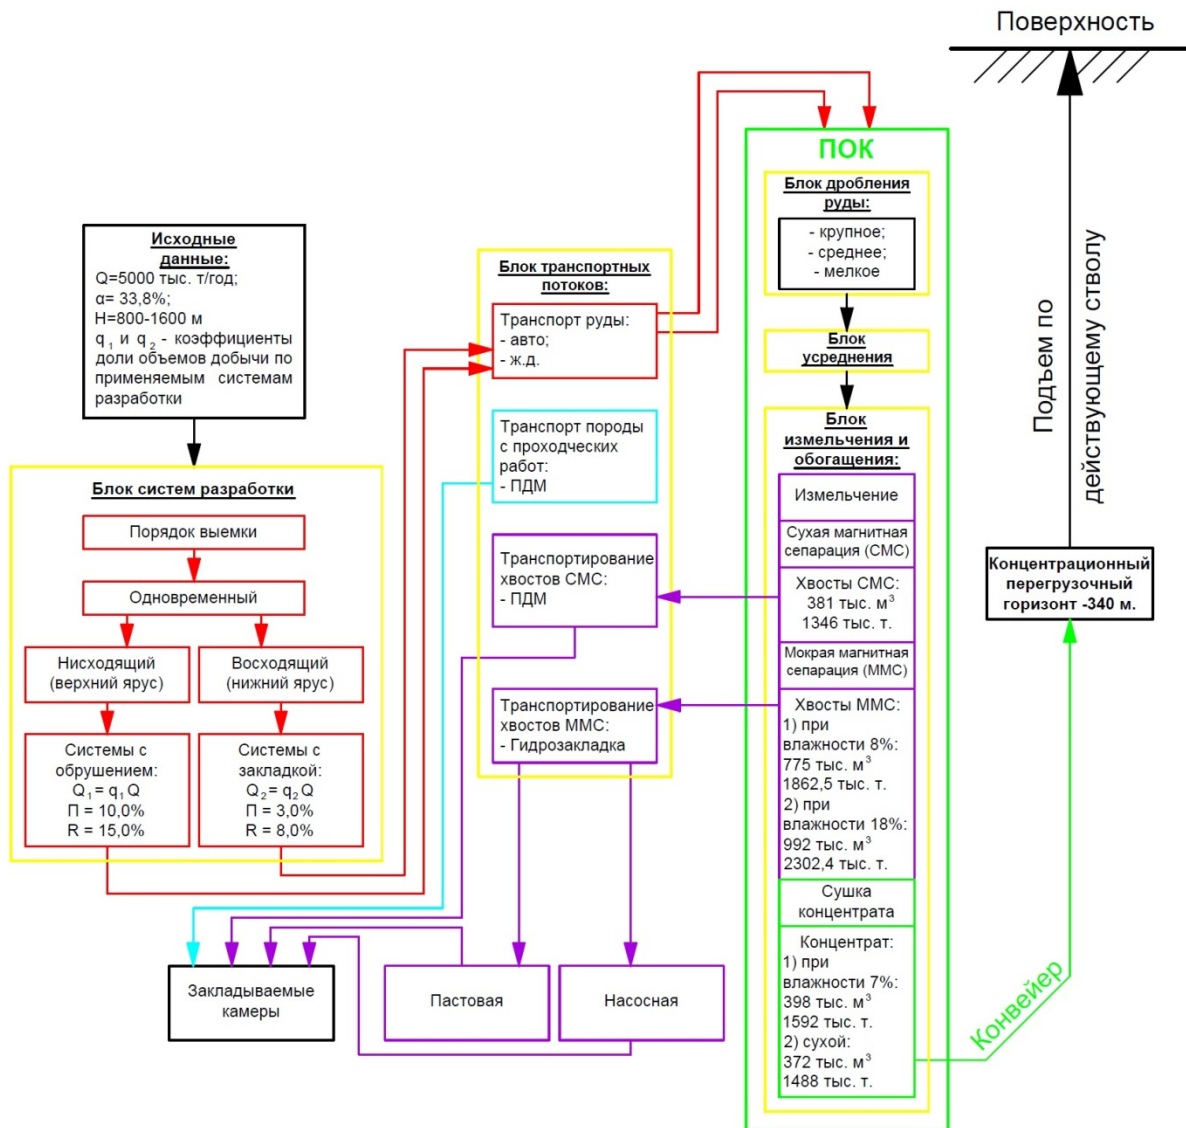 Поверхность
ПОК
Блок дробления
руды:
- крупное;
- среднее;
- мелкое
Исходные
данные:
Q=5000 тыс. т/год;
α= 33,8%;
Н=800-1600 м
q₁ и q₂ - коэффициенты
доли объемов добычи по
применяемым системам
разработки
Блок транспортных
потоков:
Транспорт руды:
- авто;
- ж.д.
Блок
усреднения
Подъем по
действующему стволу
Транспорт породы
с проходческих
работ:
- ПДМ
Блок
измельчения и
обогащения:
Измельчение
Сухая магнитная
сепарация (СМС)
Хвосты СМС:
381 тыс. м³
1346 тыс. т.
Мокрая магнитная
сепарация (ММС)
Хвосты ММС:
1) при
влажности 8%:
775 тыс. м³
1862,5 тыс. т.
2) при
влажности 18%:
992 тыс. м³
2302,4 тыс. т.
Сушка
концентрата
Концентрат:
1) при
влажности 7%:
398 тыс. м³
1592 тыс. т.
2) сухой:
372 тыс. м³
1488 тыс. т.
Блок систем разработки
Порядок выемки
Одновременный
Нисходящий
(верхний ярус)
Восходящий
(нижний ярус)
Системы с
обрушением:
Q₁= q₁Q
П = 10,0%
R = 15,0%
Системы с
закладкой:
Q₂= q₂Q
П = 3,0%
R = 8,0%
Транспортирование
хвостов СМС:
- ПДМ
Транспортирование
хвостов ММС:
- Гидрозакладка
Концентрационный
перегрузочный
горизонт -340 м.
Закладываемые
камеры
Пастовая
Насосная
Конвейер